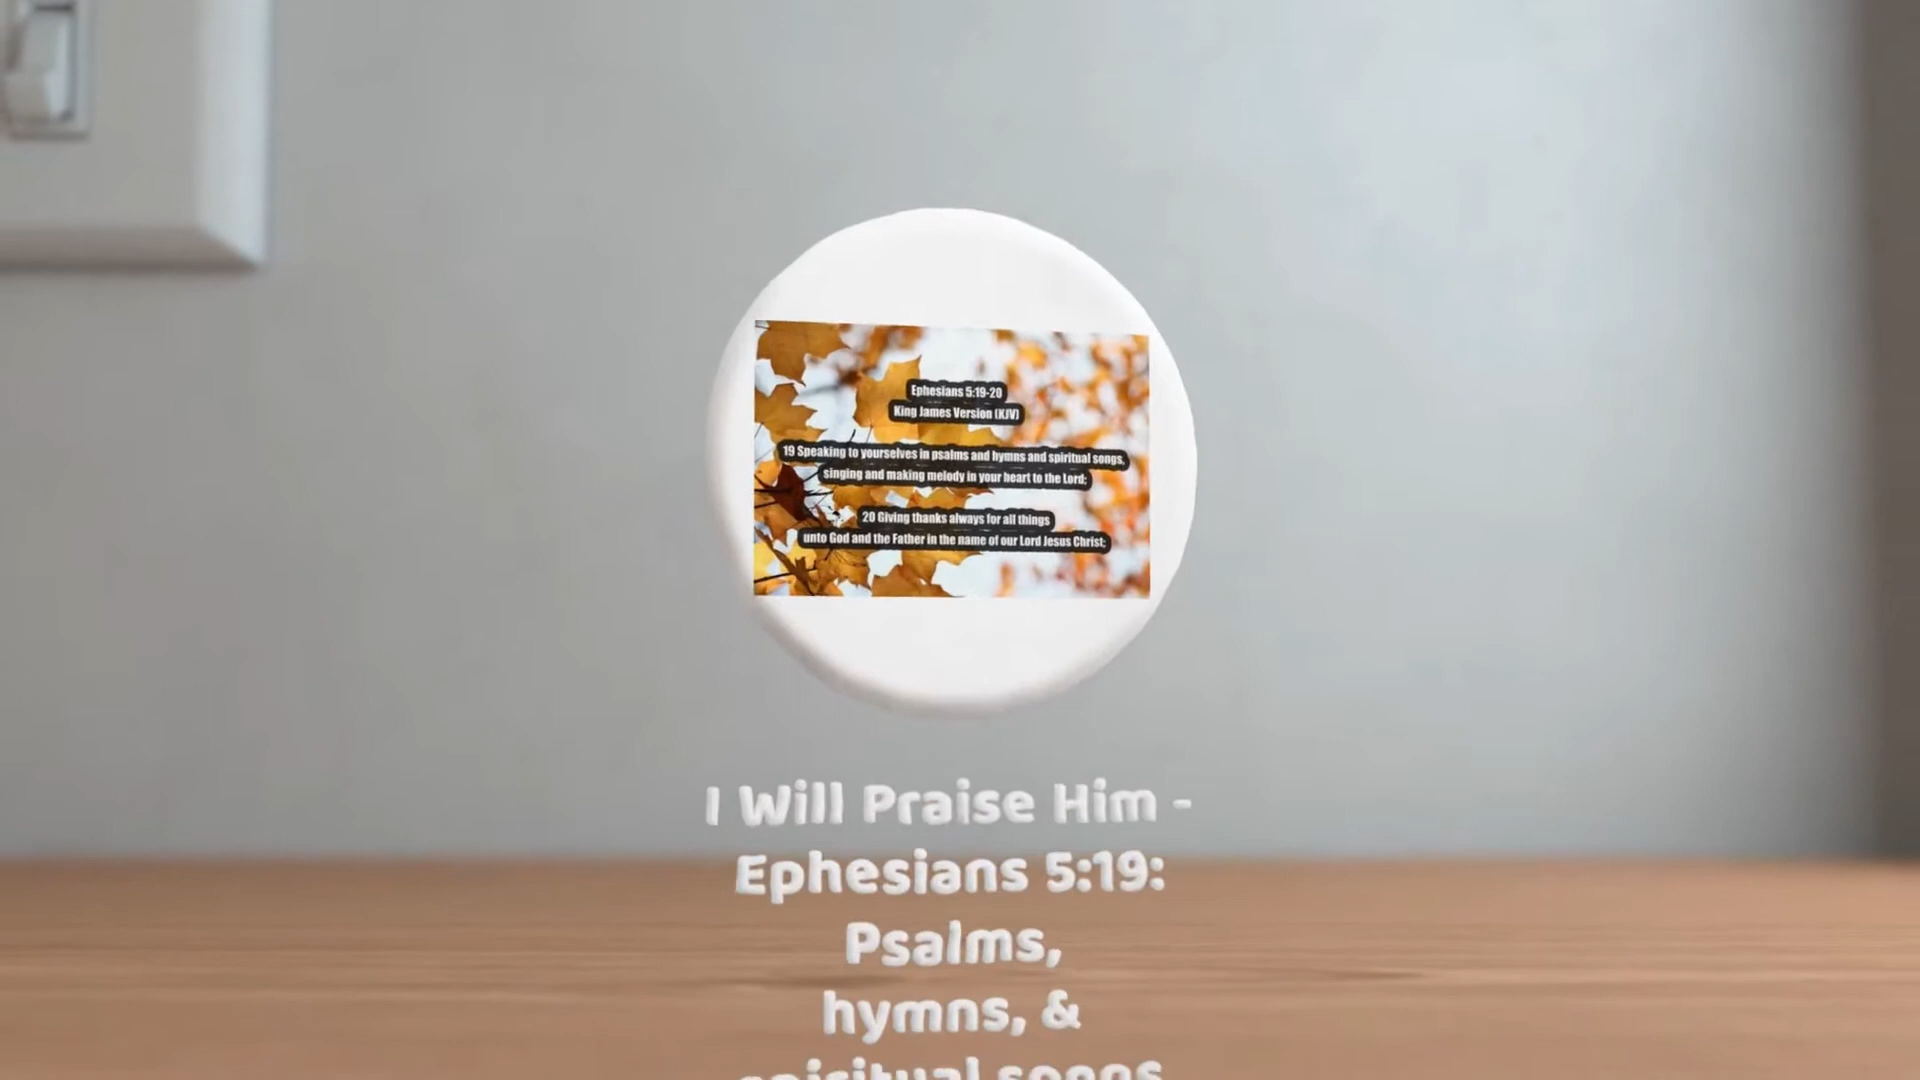 Ephesians 5:19-20
King James Version (KJV)
19 Speaking to yourselves in psalms and hymns and spiritual songs,
singing and making melody in your heart to the Lord;
20 Giving thanks always for all things
unto God and the Father in the name of our Lord Jesus Christ;
I Will Praise Him -
Ephesians 5:19:
Psalms,
hymns, &
spiritual songs